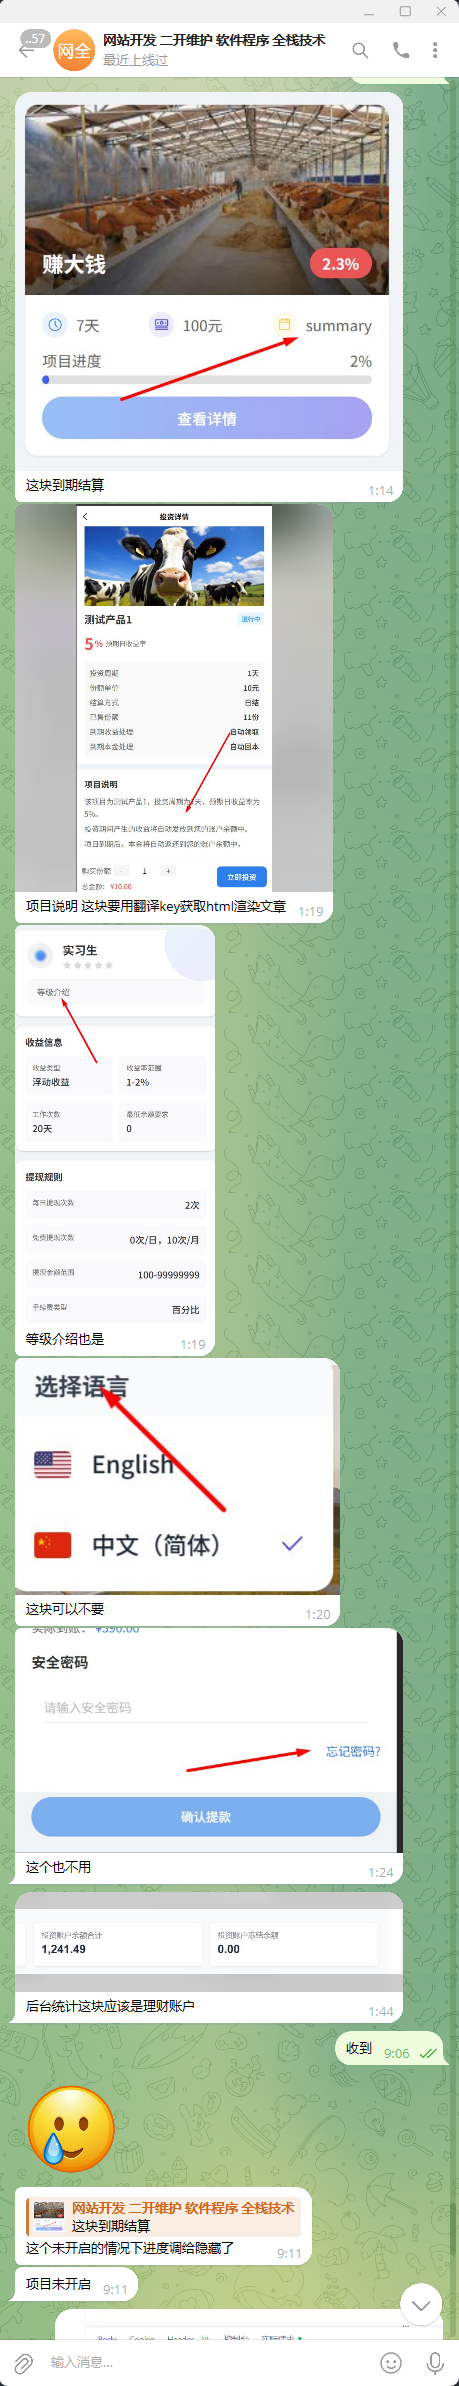 ..57
网全
网站开发 二开维护 软件程序 全栈技术
最近上线过
赚大钱
2.3%
7天
100元
summary
项目进度
2%
查看详情
这块到期结算
1:14
投资详情
测试产品1
进行中
5% 预期日收益率
投资周期
1天
份额单价
10元
结算方式
日结
已售份额
11份
到期收益处理
自动领取
到期本金处理
自动回本
项目说明
该项目为测试产品1，投资周期为1天，预期日收益率为
5%。
投资期间产生的收益将自动发放到您的账户余额中。
项目到期后，本金将自动返还到您的账户余额中。
购买份额
-
1
+
总金额：
¥10.00
立即投资
项目说明 这块要用翻译key获取html渲染文章
1:19
实习生
等级介绍
收益信息
收益类型
浮动收益
收益率范围
1-2%
工作次数
20天
最低余额要求
0
提现规则
每日提现次数
2次
免费提现次数
0次/日，10次/月
提现金额范围
100-99999999
手续费类型
百分比
等级介绍也是
1:19
选择语言
English
中文（简体）
这块可以不要
1:20
实际到账：
¥390.00
安全密码
请输入安全密码
忘记密码?
确认提款
这个也不用
1:24
投资账户余额合计
1,241.49
投资账户冻结余额
0.00
后台统计这块应该是理财账户
1:44
收到
9:06
网站开发 二开维护 软件程序 全栈技术
这块到期结算
这个未开启的情况下进度调给隐藏了
9:11
项目未开启
9:11
Body
Cookie
Header
控制台
实际请求
输入消息...